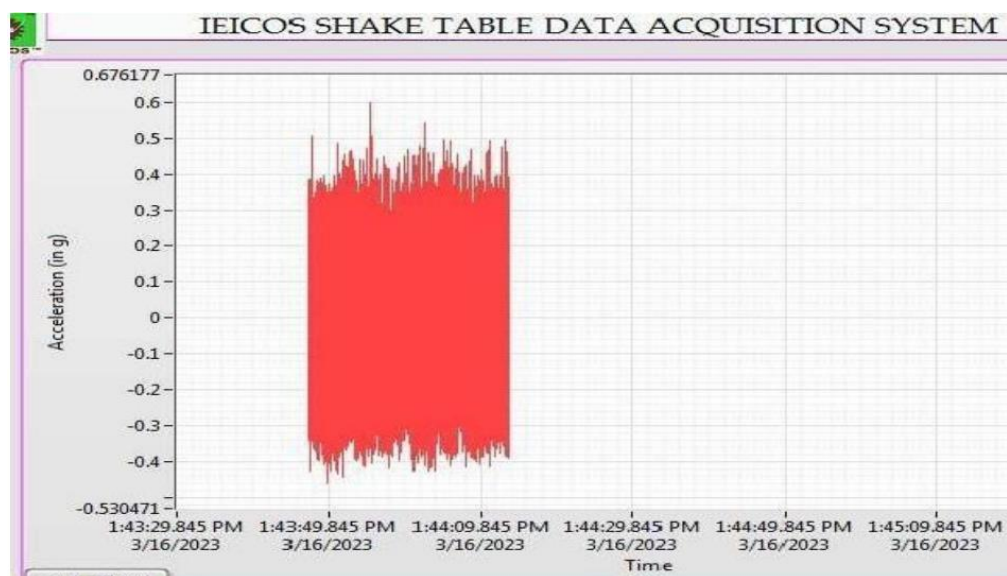 IEICOS SHAKE TABLE DATA ACQUISITION SYSTEM
OS™
0.676177
0.6
0.5
0.4
0.3
0.2
0.1
0
-0.1
-0.2
-0.3
-0.4
-0.530471
Acceleration (in g)
1:43:29.845 PM 1:43:49.845 PM 1:44:09.845 PM 1:44:29.845 PM 1:44:49.845 PM 1:45:09.845 PM
3/16/2023 3/16/2023 3/16/2023 3/16/2023 3/16/2023 3/16/2023
Time